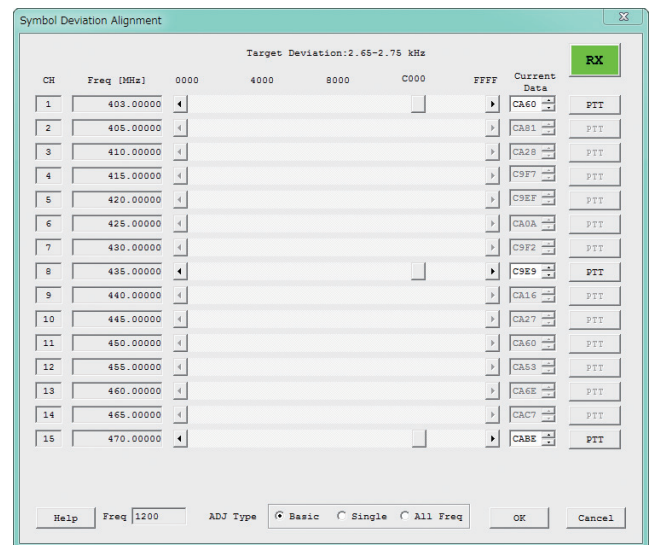 Symbol Deviation Alignment
Target Deviation:2.65-2.75 kHz
RX
CH Freq [MHz] 0000 4000 8000 C000 FFFF Current Data
1 403.00000 CA60 PTT
2 405.00000 CA81 PTT
3 410.00000 CA28 PTT
4 415.00000 C9F7 PTT
5 420.00000 C9EF PTT
6 425.00000 CA0A PTT
7 430.00000 C9F2 PTT
8 435.00000 C9E9 PTT
9 440.00000 CA16 PTT
10 445.00000 CA27 PTT
11 450.00000 CA60 PTT
12 455.00000 CA53 PTT
13 460.00000 CA6E PTT
14 465.00000 CAC7 PTT
15 470.00000 CABE PTT
Help Freq 1200 ADJ Type Basic Single All Freq OK Cancel